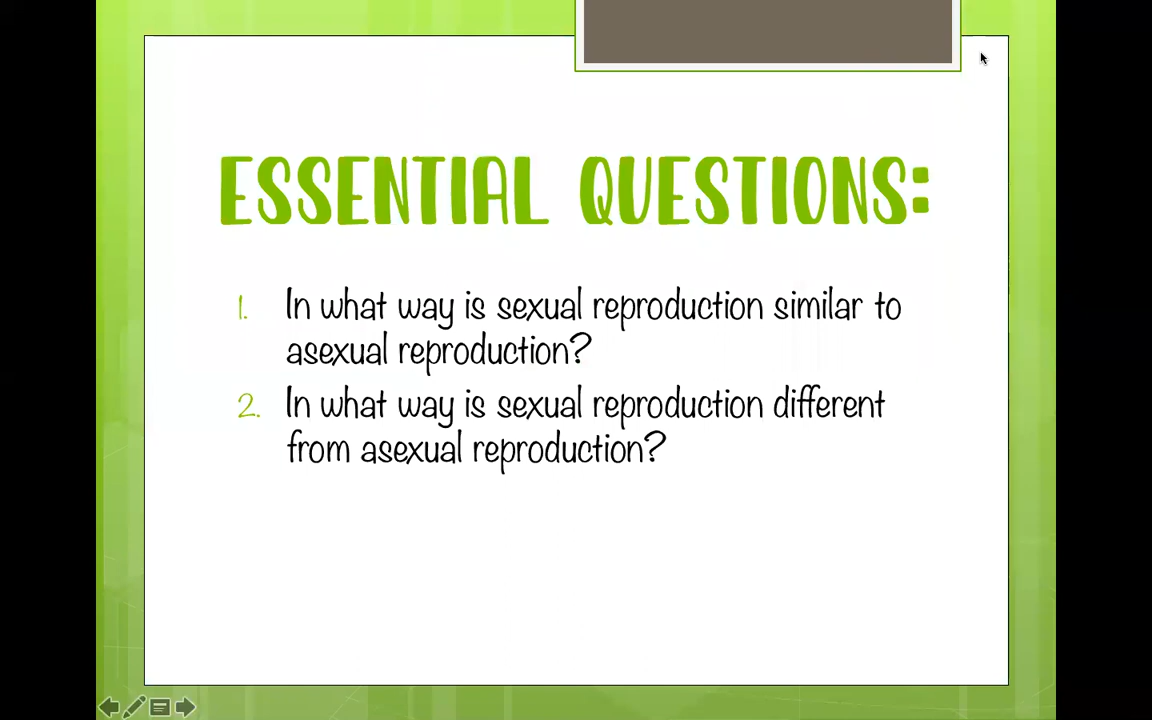 ESSENTIAL QUESTIONS:
1. In what way is sexual reproduction similar to
asexual reproduction?
2. In what way is sexual reproduction different
from asexual reproduction?